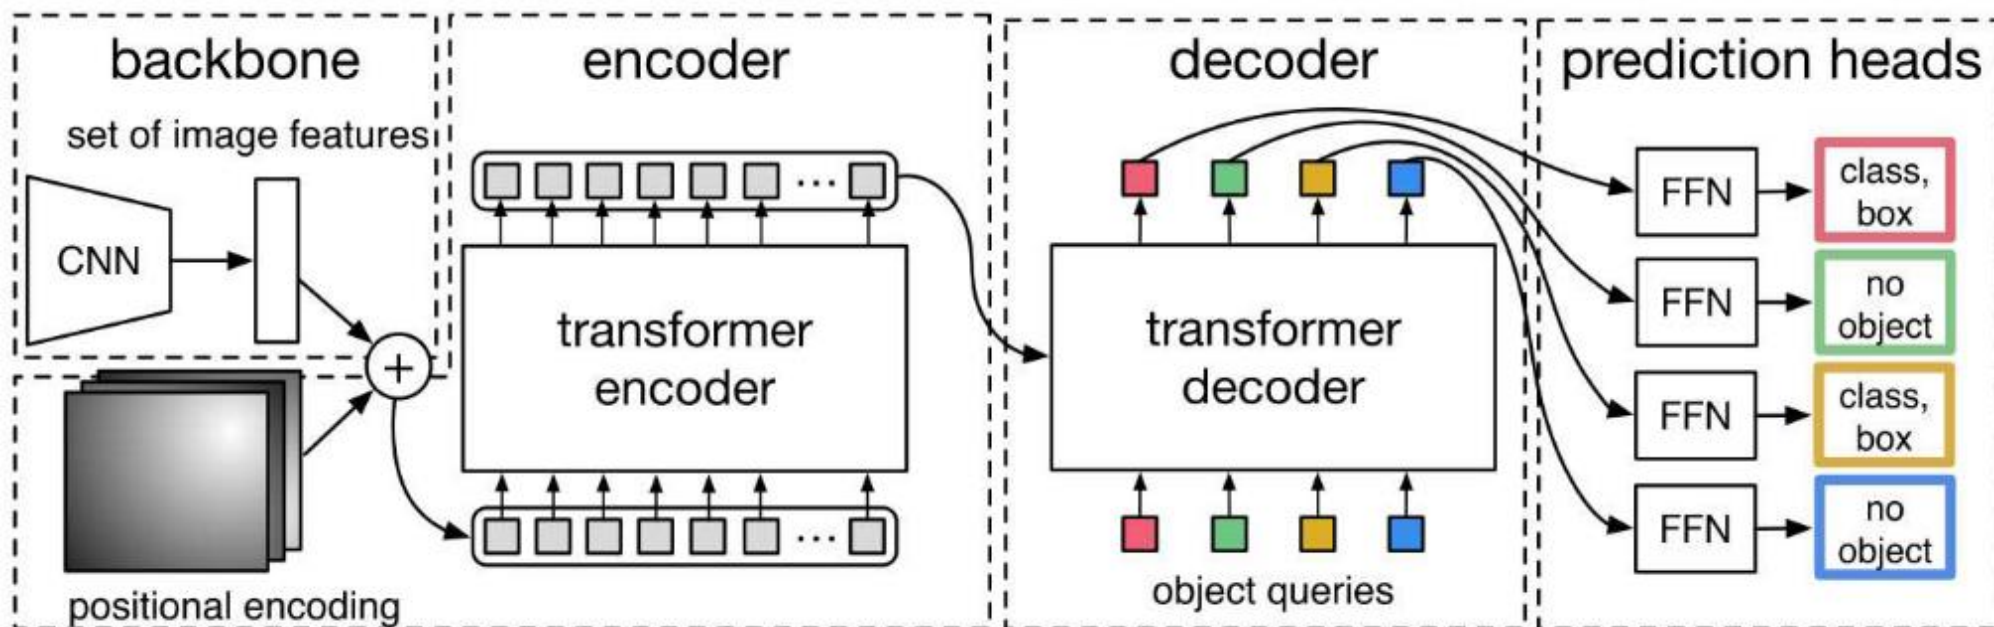 backbone
set of image features
CNN
+
positional encoding
encoder
...
transformer
encoder
...
decoder
transformer
decoder
object queries
prediction heads
FFN
class,
box
FFN
no
object
FFN
class,
box
FFN
no
object